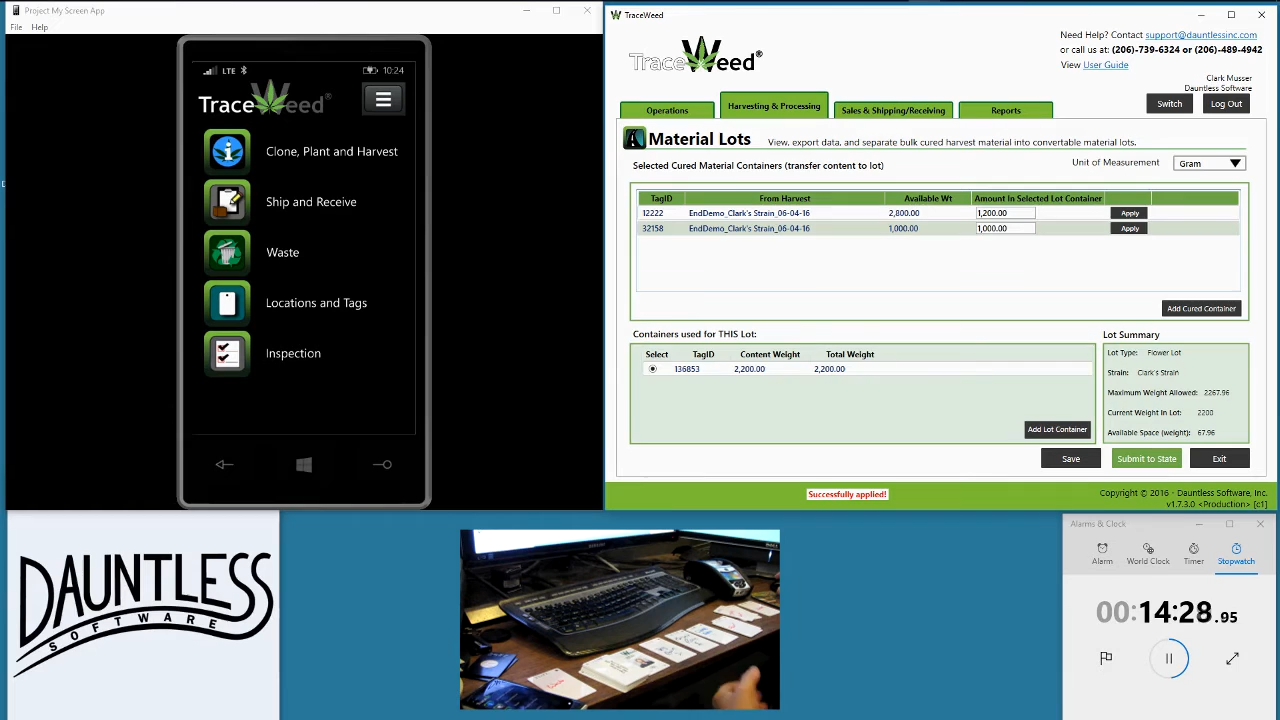 Project My Screen App
File Help
LTE 10:24
TraceWeed®
Clone, Plant and Harvest
Ship and Receive
Waste
Locations and Tags
Inspection
TraceWeed
TraceWeed®
Need Help? Contact support@dauntlessinc.com
or call us at: (206)-739-6324 or (206)-489-4942
View User Guide
Clark Musser
Dauntless Software
Switch Log Out
Operations Harvesting & Processing Sales & Shipping/Receiving Reports
Material Lots View, export data, and separate bulk cured harvest material into convertable material lots.
Selected Cured Material Containers (transfer content to lot) Unit of Measurement Gram
TagID From Harvest Available Wt Amount In Selected Lot Container
12222 EndDemo_Clark's Strain_06-04-16 2,800.00 1,200.00 Apply
32158 EndDemo_Clark's Strain_06-04-16 1,000.00 1,000.00 Apply
Add Cured Container
Containers used for THIS Lot:
Select TagID Content Weight Total Weight
136853 2,200.00 2,200.00
Add Lot Container
Lot Summary
Lot Type: Flower Lot
Strain: Clark's Strain
Maximum Weight Allowed: 2267.96
Current Weight In Lot: 2200
Available Space (weight): 67.96
Save Submit to State Exit
Successfully applied!
Copyright © 2016 - Dauntless Software, Inc.
v1.7.3.0 <Production> [c1]
DAUNTLESS
SOFTWARE
Alarms & Clock
Alarm World Clock Timer Stopwatch
00:14:28.95